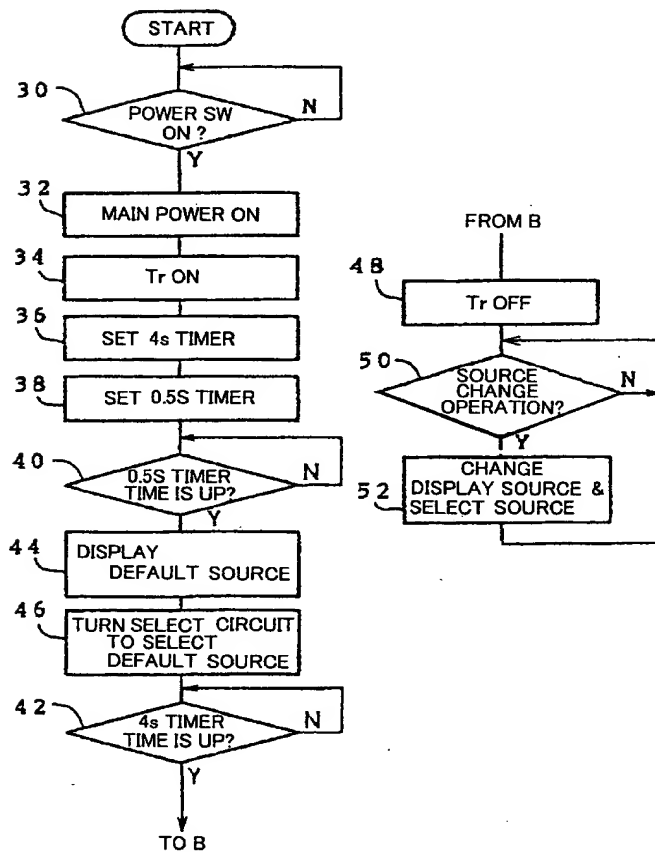 START
30
POWER SW
ON ?
N
Y
32
MAIN POWER ON
34
Tr ON
36
SET 4s TIMER
38
SET 0.5S TIMER
40
0.5S TIMER
TIME IS UP?
N
Y
44
DISPLAY
DEFAULT SOURCE
46
TURN SELECT CIRCUIT
TO SELECT
DEFAULT SOURCE
42
4s TIMER
TIME IS UP?
N
Y
TO B
FROM B
48
Tr OFF
50
SOURCE
CHANGE
OPERATION?
N
Y
52
CHANGE
DISPLAY SOURCE &
SELECT SOURCE